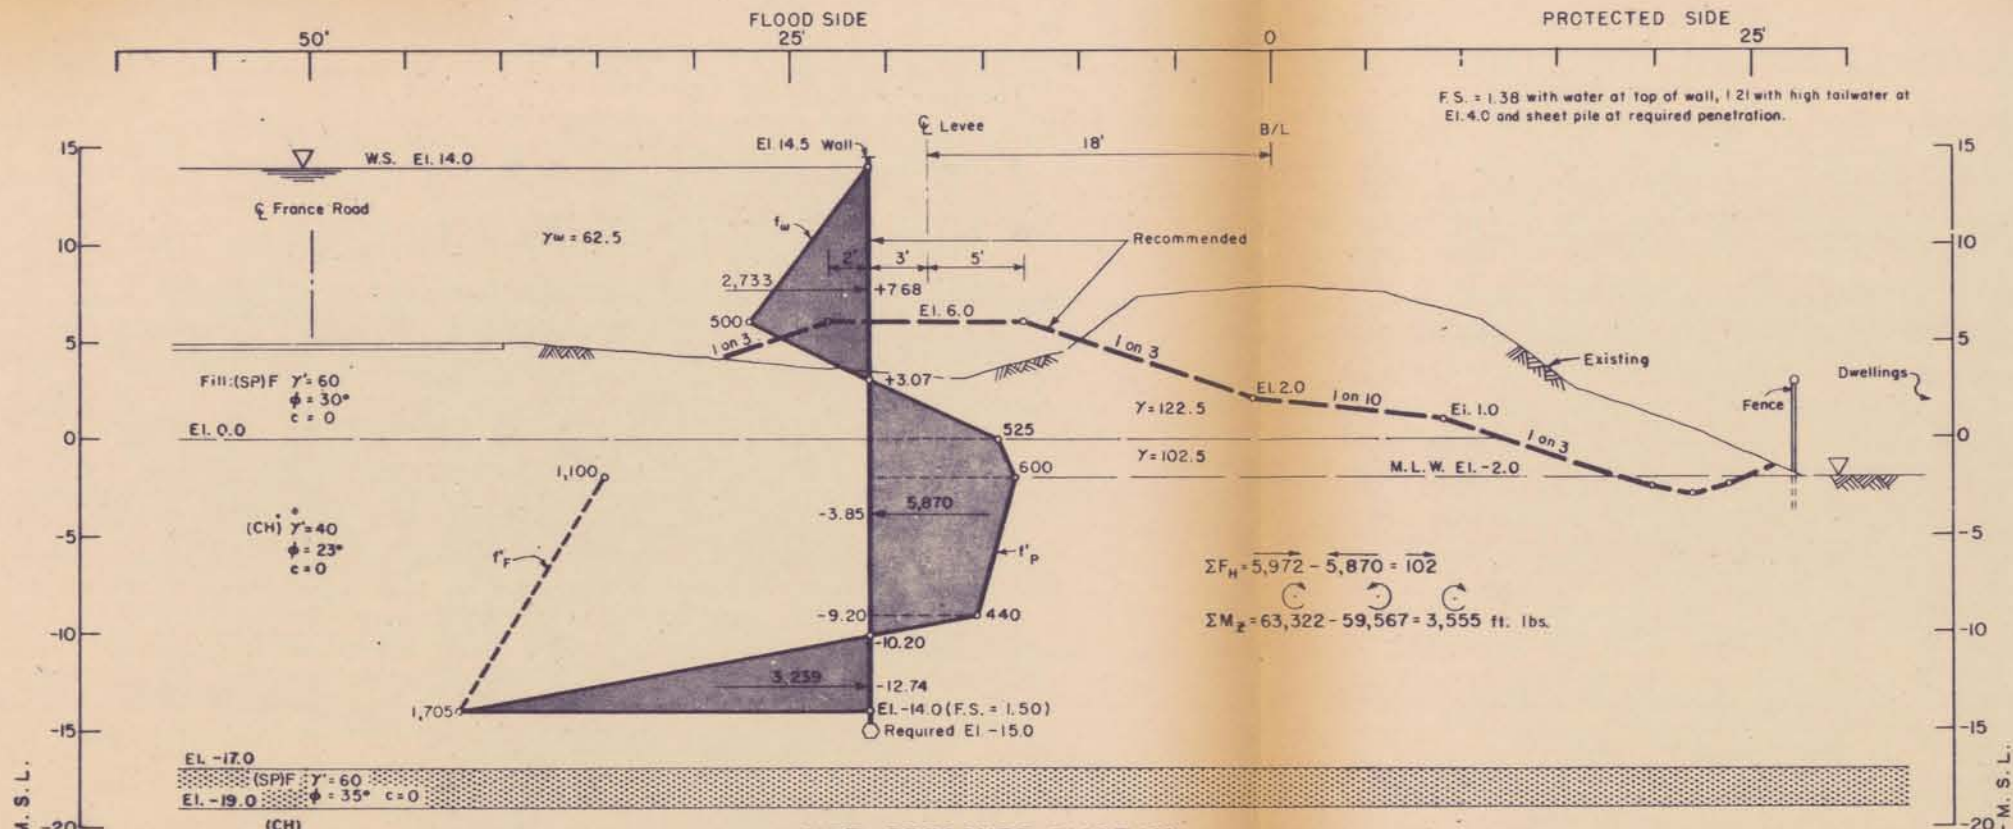 FLOOD SIDE
PROTECTED SIDE
50'
25'
0
25'
F.S. = 1.38 with water at top of wall, 1.21 with high tailwater at
El. 4.0 and sheet pile at required penetration.
℄ Levee
B/L
El 14.5 Wall
18'
15
15
W.S. El. 14.0
℄ France Road
fw
γw = 62.5
Recommended
10
10
2'
3'
5'
2,733
+7.68
El. 6.0
500
1 on 3
5
5
1 on 3
Existing
Dwellings
Fill:(SP)F γ'= 60
ϕ = 30°
c = 0
+3.07
El. 2.0
1 on 10
El. 1.0
Fence
γ=122.5
El. 0.0
0
0
525
1 on 3
γ=102.5
1,100
600
M.L.W. El.-2.0
(CH) γ'=40
ϕ = 23°
c = 0
-3.85
5,870
-5
-5
f'F
f'P
ΣFH = 5,972 - 5,870 = 102
-9.20
440
ΣMz = 63,322 - 59,567 = 3,555 ft. lbs.
-10
-10
-10.20
3,239
-12.74
1,705
El.-14.0 (F.S. = 1.50)
-15
-15
Required El. -15.0
El. -17.0
(SP)F γ'= 60
El. -19.0
ϕ = 35° c=0
M.S.L.
M.S.L.
-20
-20
(CH)